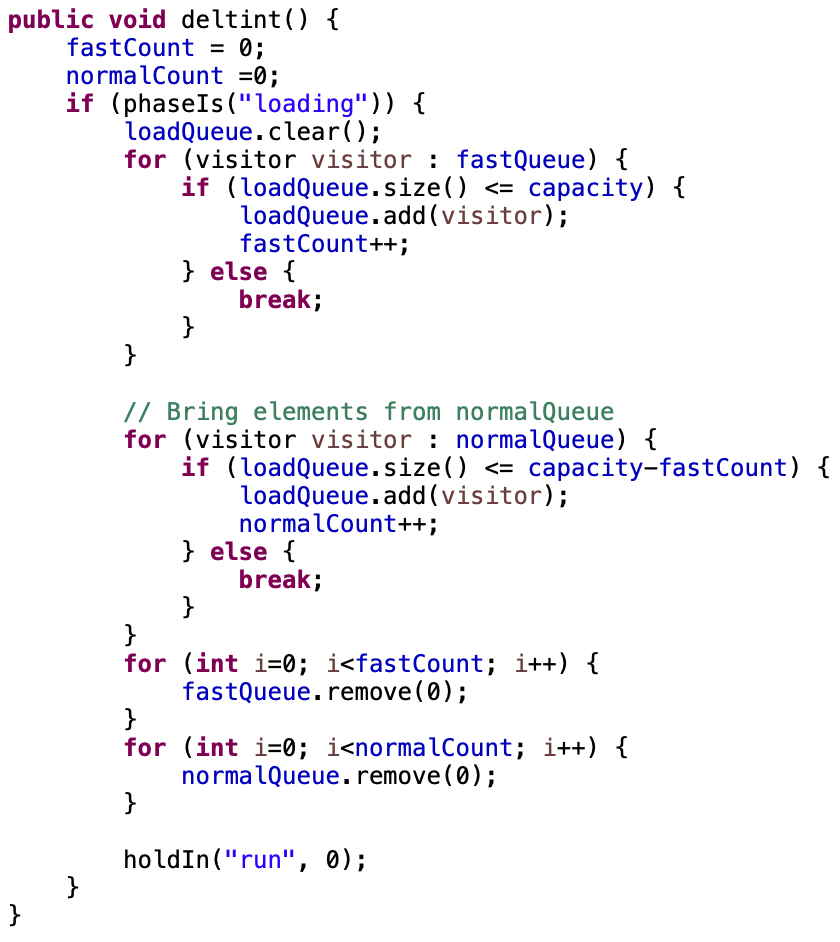 public void deltint() {
    fastCount = 0;
    normalCount =0;
    if (phaseIs("loading")) {
        loadQueue.clear();
        for (visitor visitor : fastQueue) {
            if (loadQueue.size() <= capacity) {
                loadQueue.add(visitor);
                fastCount++;
            } else {
                break;
            }
        }

        // Bring elements from normalQueue
        for (visitor visitor : normalQueue) {
            if (loadQueue.size() <= capacity-fastCount) {
                loadQueue.add(visitor);
                normalCount++;
            } else {
                break;
            }
        }
        for (int i=0; i<fastCount; i++) {
            fastQueue.remove(0);
        }
        for (int i=0; i<normalCount; i++) {
            normalQueue.remove(0);
        }

        holdIn("run", 0);
    }
}